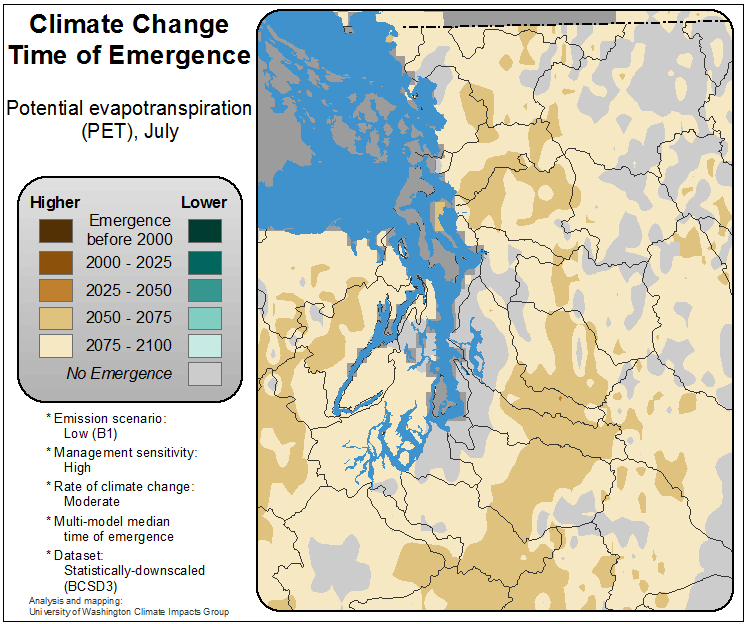 Climate Change
Time of Emergence
Potential evapotranspiration
(PET), July
Higher Lower
Emergence
before 2000
2000 - 2025
2025 - 2050
2050 - 2075
2075 - 2100
No Emergence
* Emission scenario:
Low (B1)
* Management sensitivity:
High
* Rate of climate change:
Moderate
* Multi-model median
time of emergence
* Dataset:
Statistically-downscaled
(BCSD3)
Analysis and mapping:
University of Washington Climate Impacts Group